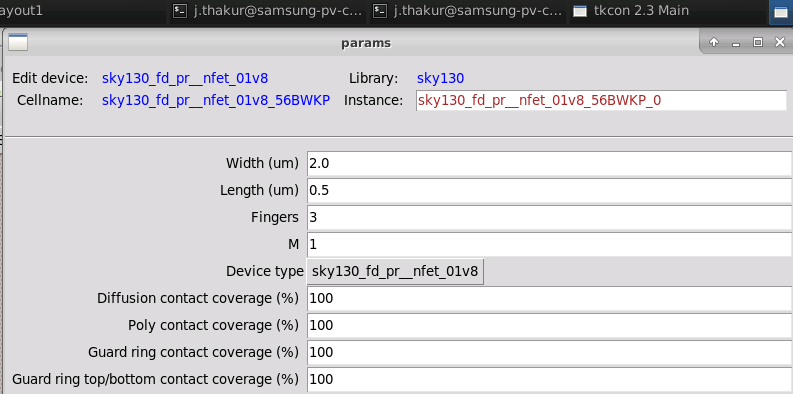 ayout1 j.thakur@samsung-pv-c... j.thakur@samsung-pv-c... tkcon 2.3 Main
params
Edit device: sky130_fd_pr__nfet_01v8 Library: sky130
Cellname: sky130_fd_pr__nfet_01v8_56BWKP Instance: sky130_fd_pr__nfet_01v8_56BWKP_0
Width (um) 2.0
Length (um) 0.5
Fingers 3
M 1
Device type sky130_fd_pr__nfet_01v8
Diffusion contact coverage (%) 100
Poly contact coverage (%) 100
Guard ring contact coverage (%) 100
Guard ring top/bottom contact coverage (%) 100